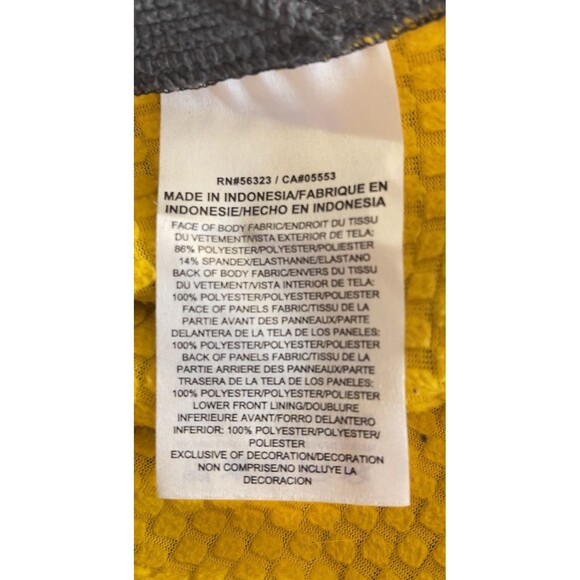 RN#56323 / CA#05553
MADE IN INDONESIA/FABRIQUE EN
INDONESIE/HECHO EN INDONESIA
FACE OF BODY FABRIC/ENDROIT DU TISSU
DU VETEMENT/VISTA EXTERIOR DE TELA:
86% POLYESTER/POLYESTER/POLIESTER
14% SPANDEX/ELASTHANNE/ELASTANO
BACK OF BODY FABRIC/ENVERS DU TISSU
DU VETEMENT/VISTA INTERIOR DE TELA:
100% POLYESTER/POLYESTER/POLIESTER
FACE OF PANELS FABRIC/TISSU DE LA
PARTIE AVANT DES PANNEAUX/PARTE
DELANTERA DE LA TELA DE LOS PANELES:
100% POLYESTER/POLYESTER/POLIESTER
BACK OF PANELS FABRIC/TISSU DE LA
PARTIE ARRIERE DES PANNEAUX/PARTE
TRASERA DE LA TELA DE LOS PANELES:
100% POLYESTER/POLYESTER/POLIESTER
LOWER FRONT LINING/DOUBLURE
INFERIEURE AVANT/FORRO DELANTERO
INFERIOR: 100% POLYESTER/POLYESTER/
POLIESTER
EXCLUSIVE OF DECORATION/DECORATION
NON COMPRISE/NO INCLUYE LA
DECORACION